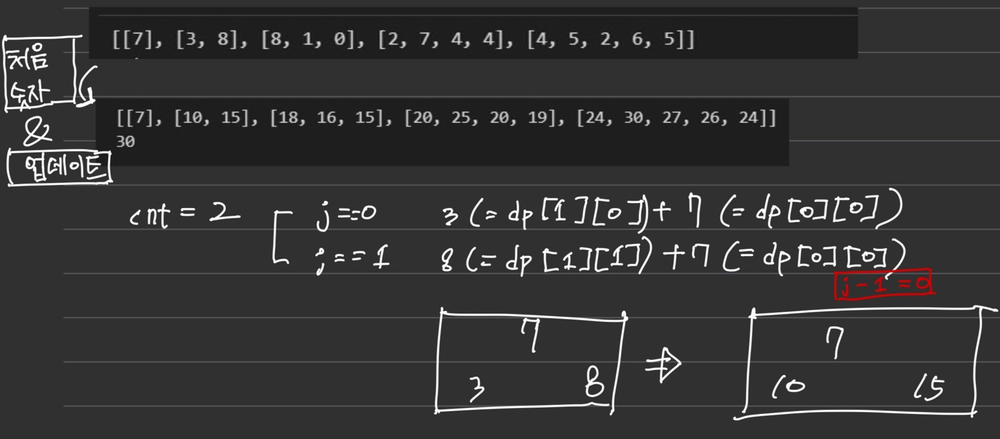 [[7], [3, 8], [8, 1, 0], [2, 7, 4, 4], [4, 5, 2, 6, 5]]
처음
숫자
[[7], [10, 15], [18, 16, 15], [20, 25, 20, 19], [24, 30, 27, 26, 24]]
30
&
업데이트
cnt = 2 j==0 3 (= dp[1][0]) + 7 (= dp[0][0])
j==1 8 (= dp[1][1]) + 7 (= dp[0][0])
j-1=0
7 7
3 8 ⇒ 10 15